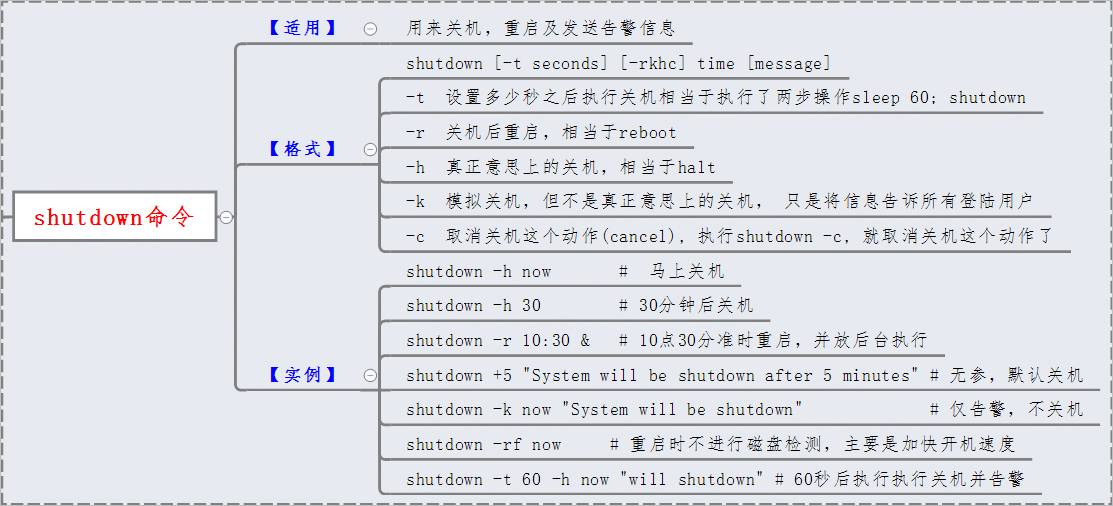 shutdown命令
【适用】
用来关机，重启及发送告警信息
【格式】
shutdown [-t seconds] [-rkhc] time [message]
-t 设置多少秒之后执行关机相当于执行了两步操作sleep 60; shutdown
-r 关机后重启，相当于reboot
-h 真正意思上的关机，相当于halt
-k 模拟关机，但不是真正意思上的关机， 只是将信息告诉所有登陆用户
-c 取消关机这个动作(cancel)，执行shutdown -c，就取消关机这个动作了
【实例】
shutdown -h now # 马上关机
shutdown -h 30 # 30分钟后关机
shutdown -r 10:30 & # 10点30分准时重启，并放后台执行
shutdown +5 "System will be shutdown after 5 minutes" # 无参，默认关机
shutdown -k now "System will be shutdown" # 仅告警，不关机
shutdown -rf now # 重启时不进行磁盘检测，主要是加快开机速度
shutdown -t 60 -h now "will shutdown" # 60秒后执行执行关机并告警